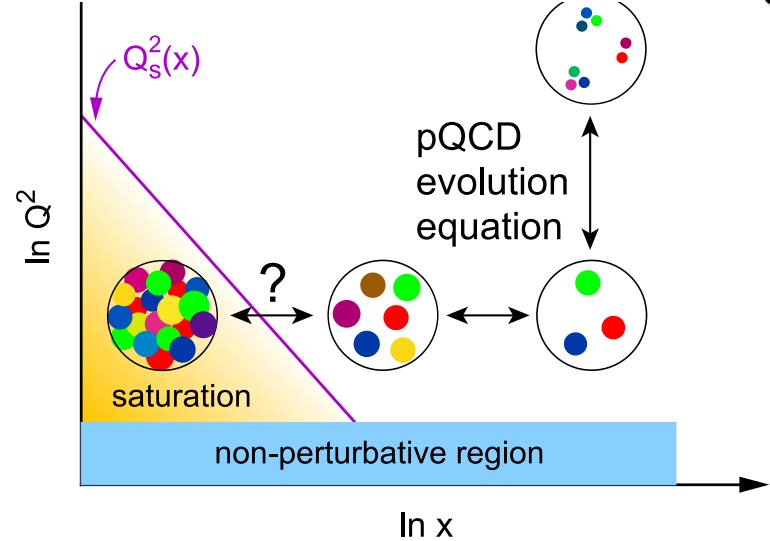 Q²ₛ(x)
pQCD
evolution
equation
ln Q²
?
saturation
non-perturbative region
ln x